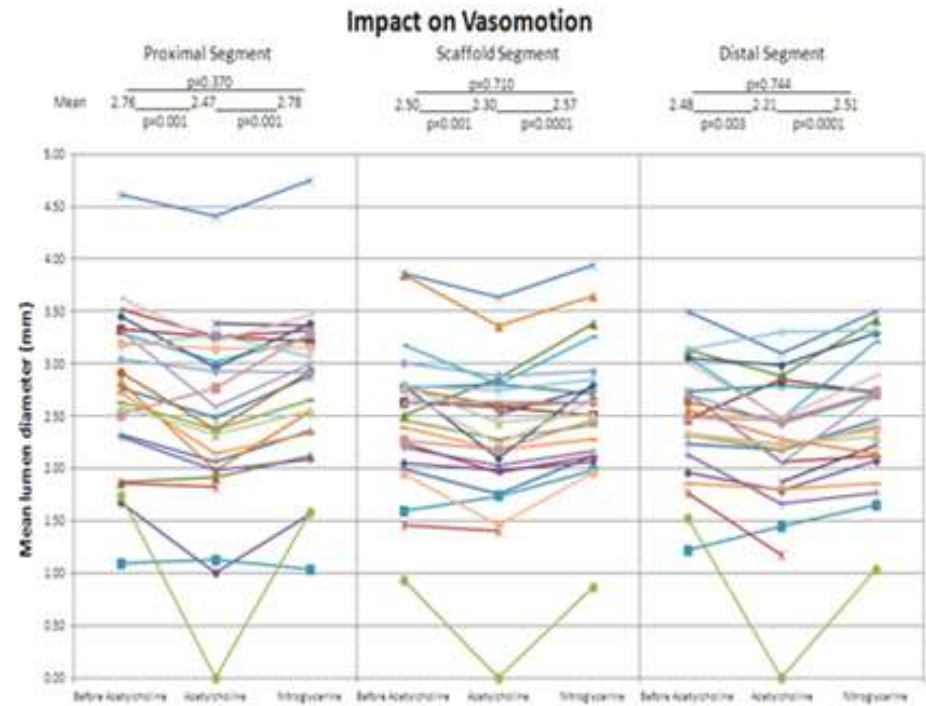 Impact on Vasomotion
Proximal Segment Scaffold Segment Distal Segment
p=0.370 p=0.710 p=0.744
Mean 2.76 2.47 2.78 2.50 2.30 2.57 2.48 2.21 2.51
p=0.001 p=0.001 p=0.001 p=0.0001 p=0.003 p=0.0001
Mean lumen diameter (mm)
5.00
4.50
4.00
3.50
3.00
2.50
2.00
1.50
1.00
0.50
0.00
Before Acetylcholine Acetylcholine Nitroglycerine Before Acetylcholine Acetylcholine Nitroglycerine Before Acetylcholine Acetylcholine Nitroglycerine